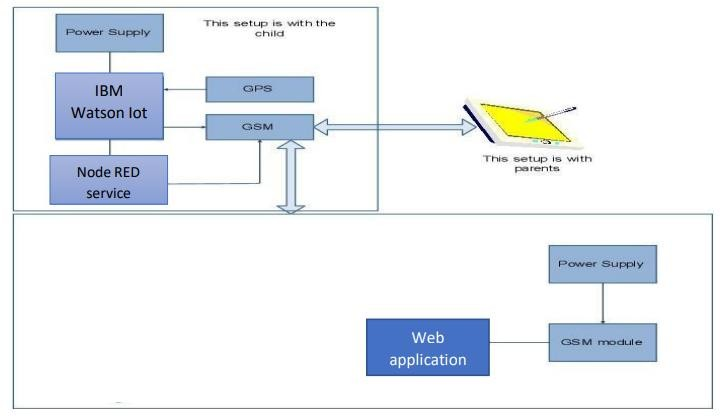 Power Supply
This setup is with the
child
IBM
Watson Iot
GPS
GSM
Node RED
service
This setup is with
parents
Power Supply
GSM module
Web
application